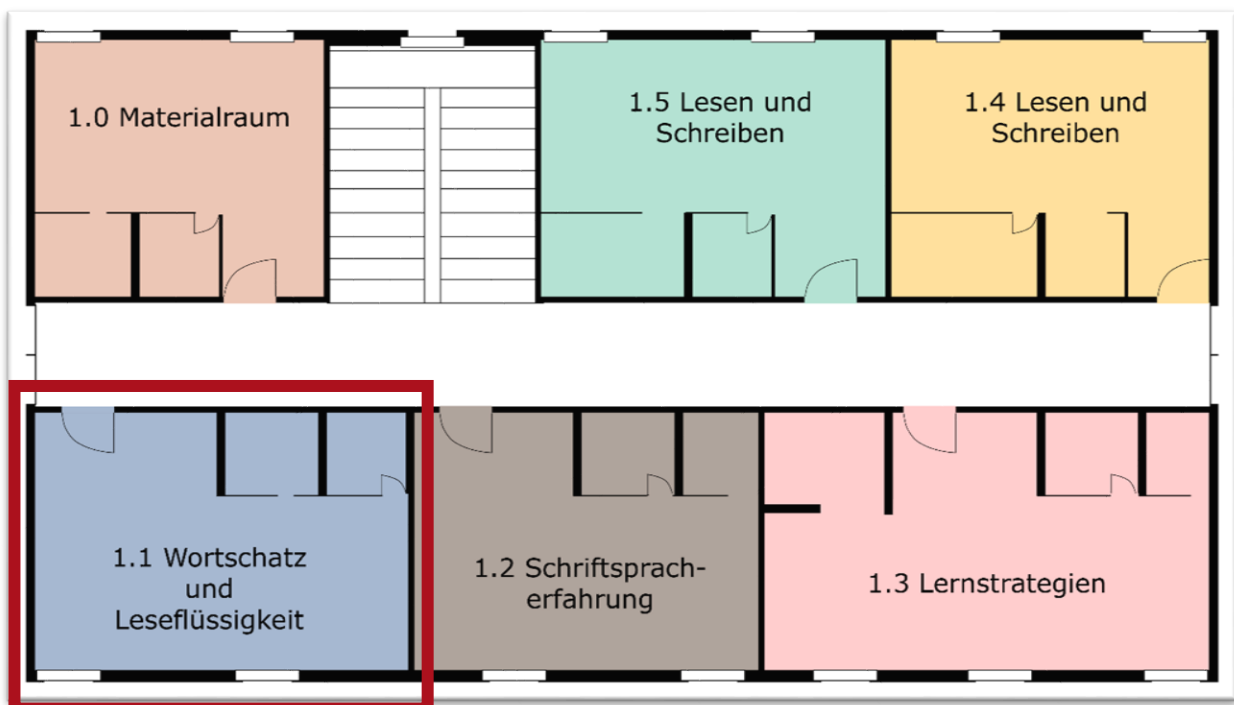 1.0 Materialraum
1.5 Lesen und
Schreiben
1.4 Lesen und
Schreiben
1.1 Wortschatz
und
Leseflüssigkeit
1.2 Schriftsprach-
erfahrung
1.3 Lernstrategien